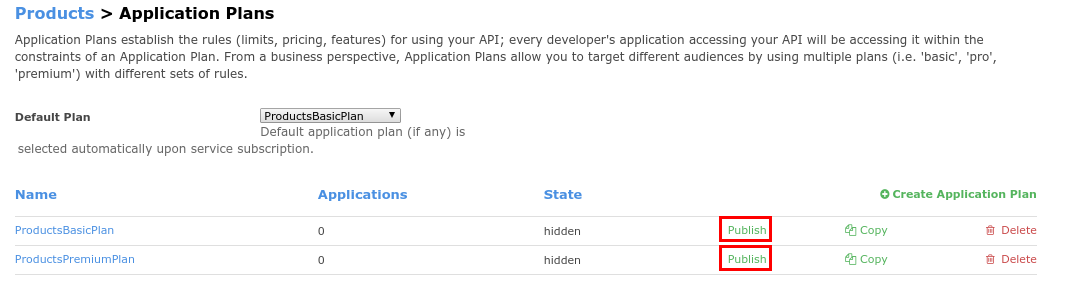 Products > Application Plans
Application Plans establish the rules (limits, pricing, features) for using your API; every developer's application accessing your API will be accessing it within the
constraints of an Application Plan. From a business perspective, Application Plans allow you to target different audiences by using multiple plans (i.e. 'basic', 'pro',
'premium') with different sets of rules.
Default Plan ProductsBasicPlan
Default application plan (if any) is
selected automatically upon service subscription.
Name Applications State Create Application Plan
ProductsBasicPlan 0 hidden Publish Copy Delete
ProductsPremiumPlan 0 hidden Publish Copy Delete